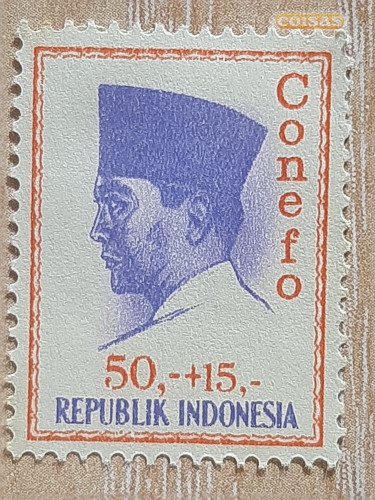 coisas
Conefo
50,-+15,-
REPUBLIK INDONESIA